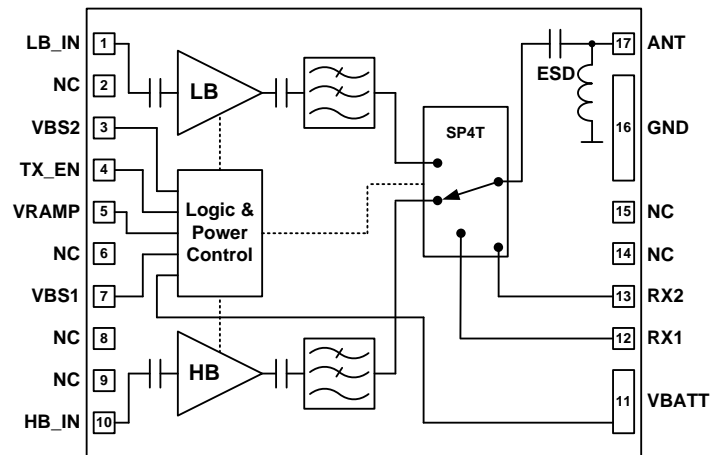 LB_IN 1
NC 2
VBS2 3
TX_EN 4
VRAMP 5
NC 6
VBS1 7
NC 8
NC 9
HB_IN 10
LB
Logic &
Power
Control
HB
SP4T
ESD
17 ANT
16 GND
15 NC
14 NC
13 RX2
12 RX1
11 VBATT